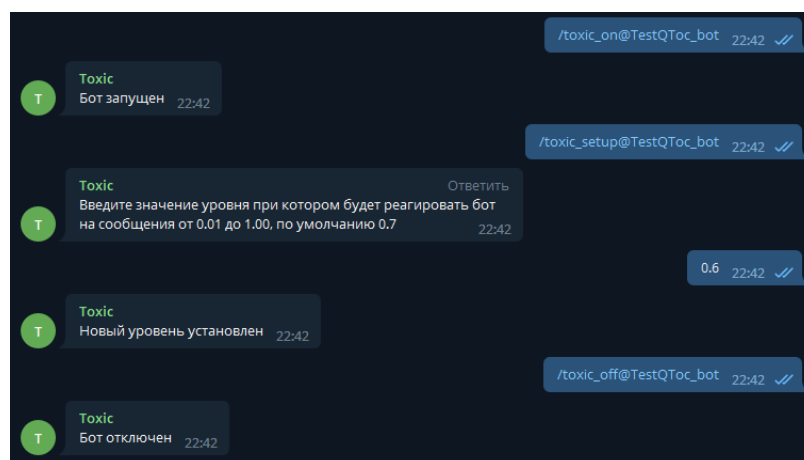 /toxic_on@TestQToc_bot 22:42
Toxic
Т Бот запущен 22:42
/toxic_setup@TestQToc_bot 22:42
Toxic Ответить
Введите значение уровня при котором будет реагировать бот
Т на сообщения от 0.01 до 1.00, по умолчанию 0.7 22:42
0.6 22:42
Toxic
Т Новый уровень установлен 22:42
/toxic_off@TestQToc_bot 22:42
Toxic
Т Бот отключен 22:42